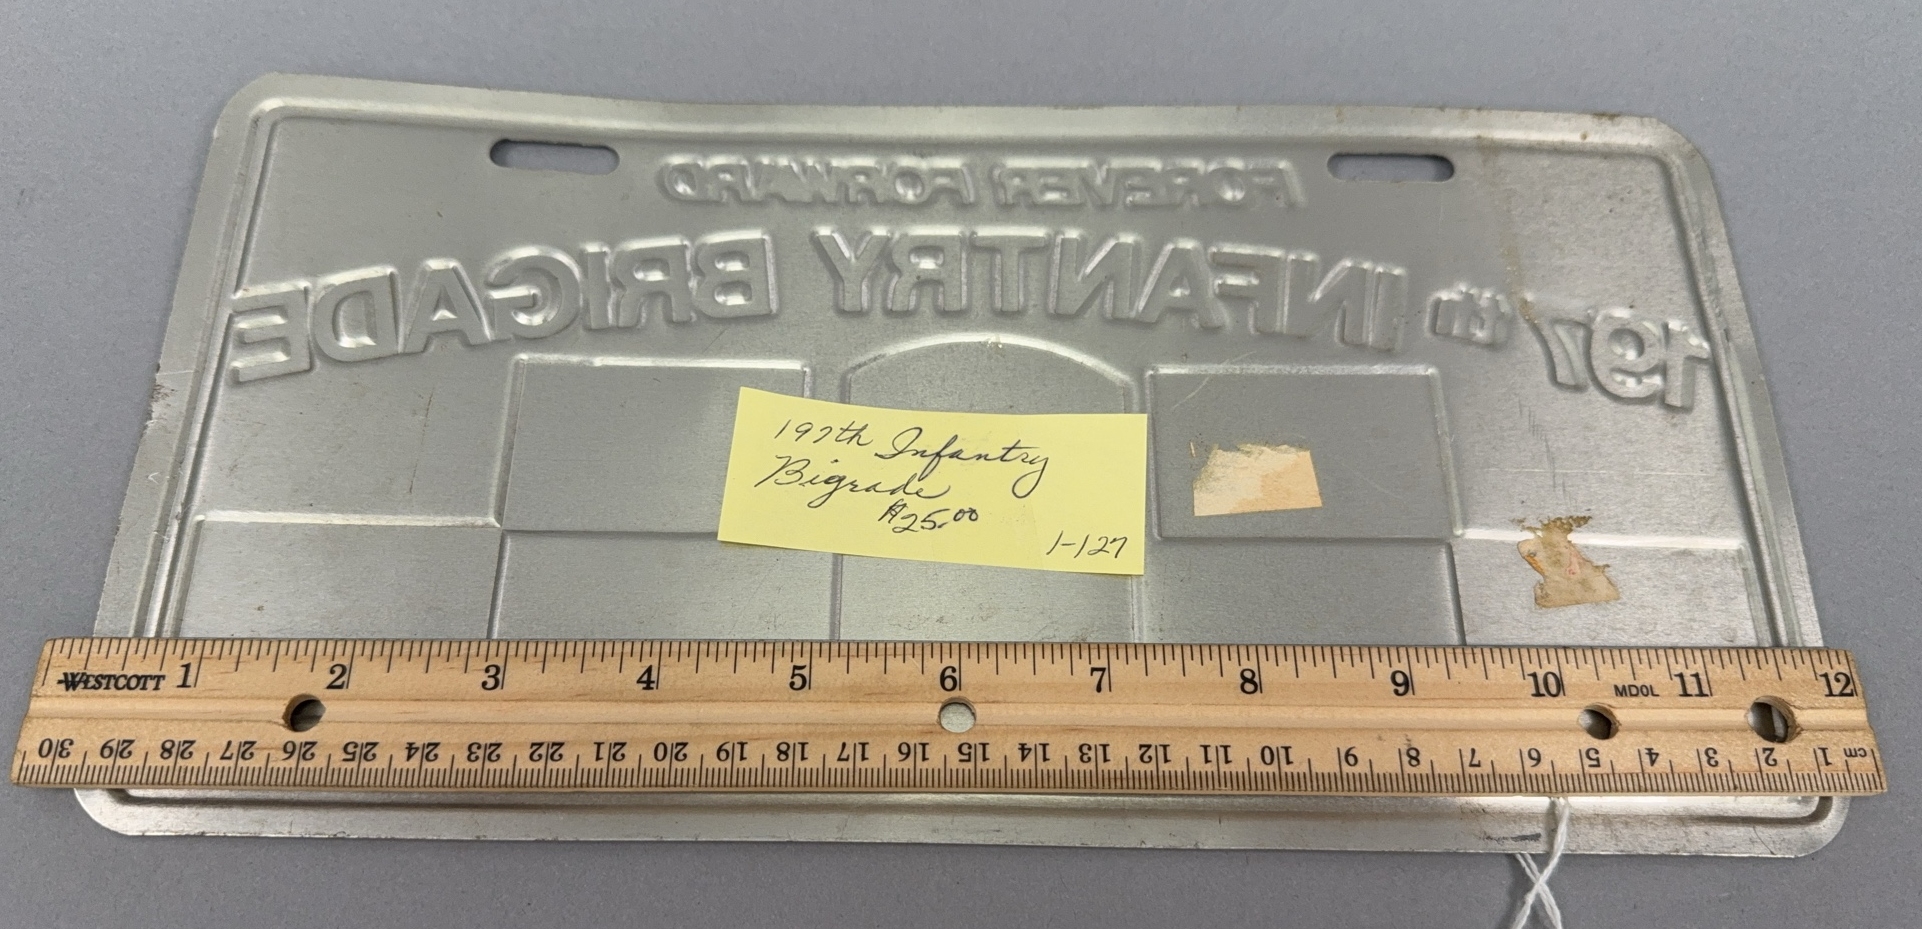 FOREVER FORWARD
197th INFANTRY BRIGADE
197th Infantry
Bigrade
$25.00
1-127
WESTCOTT 1 2 3 4 5 6 7 8 9 10 MDOL 11 12
30 29 28 27 26 25 24 23 22 21 20 19 18 17 16 15 14 13 12 11 10 9 8 7 6 5 4 3 2 1 cm